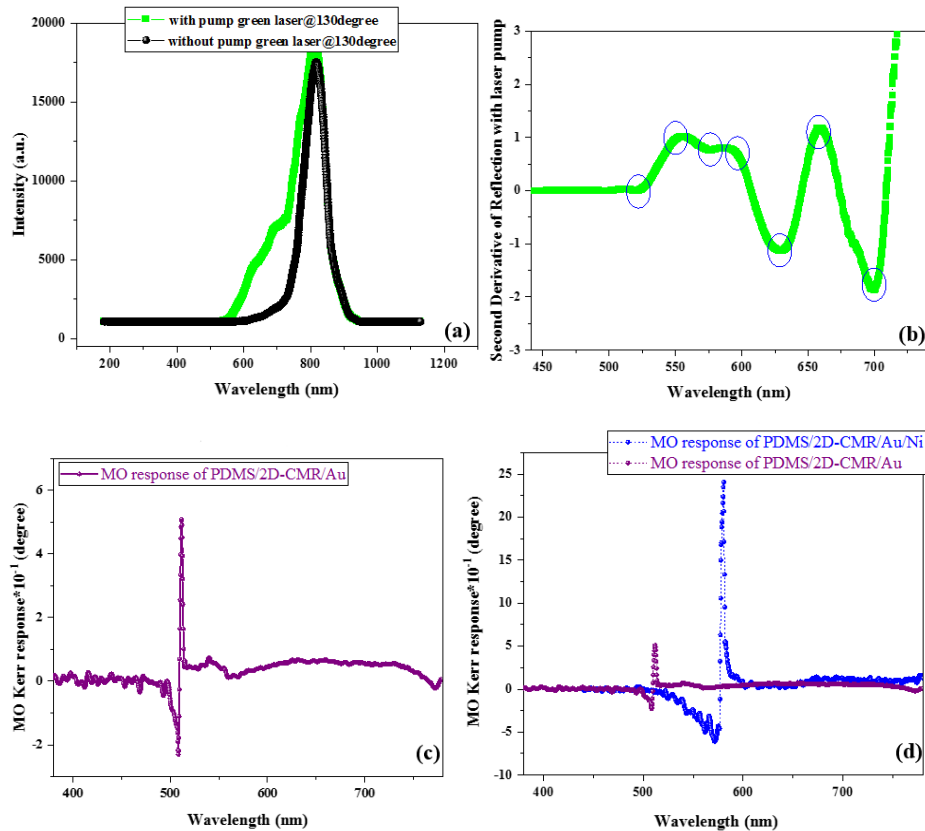 with pump green laser@130degree
without pump green laser@130degree
20000
15000
10000
5000
0
Intensity (a.u.)
200
400
600
800
1000
1200
Wavelength (nm)
(a)
3
2
1
0
-1
-2
-3
Second Derivative of Reflection with laser pump
450
500
550
600
650
700
Wavelength (nm)
(b)
MO response of PDMS/2D-CMR/Au
6
4
2
0
-2
MO Kerr response*10⁻¹ (degree)
400
500
600
700
Wavelength (nm)
(c)
MO response of PDMS/2D-CMR/Au/Ni
MO response of PDMS/2D-CMR/Au
25
20
15
10
5
0
-5
-10
MO Kerr response*10⁻¹ (degree)
400
500
600
700
Wavelength (nm)
(d)